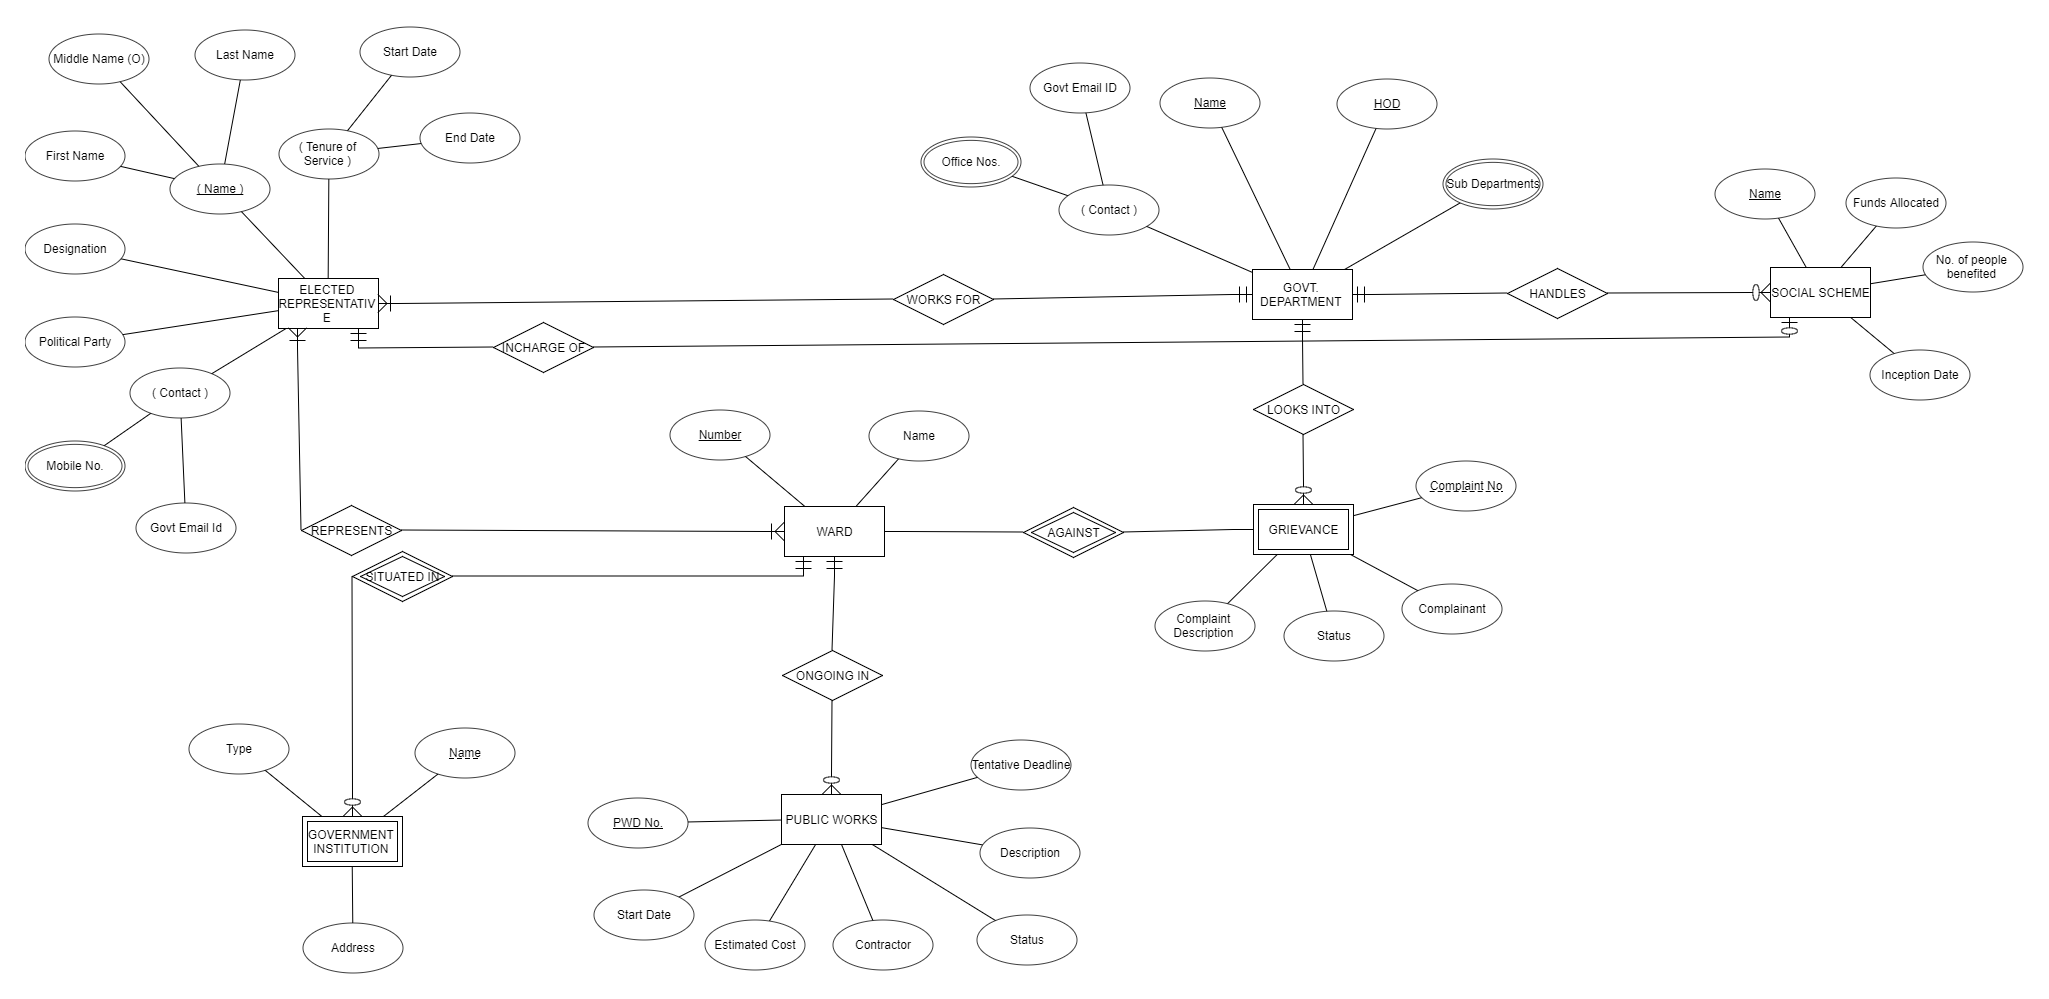 Middle Name (O)
Last Name
Start Date
First Name
( Name )
( Tenure of
Service )
End Date
Designation
Political Party
( Contact )
Mobile No.
Govt Email Id
ELECTED
REPRESENTATIV
E
WORKS FOR
INCHARGE OF
REPRESENTS
Govt Email ID
Name
HOD
Office Nos.
( Contact )
Sub Departments
GOVT.
DEPARTMENT
HANDLES
Name
Funds Allocated
No. of people
benefited
SOCIAL SCHEME
Inception Date
LOOKS INTO
Number
Name
WARD
AGAINST
GRIEVANCE
Complaint No
Complaint
Description
Status
Complainant
SITUATED IN
ONGOING IN
Type
Name
GOVERNMENT
INSTITUTION
Address
PUBLIC WORKS
PWD No.
Tentative Deadline
Description
Start Date
Estimated Cost
Contractor
Status